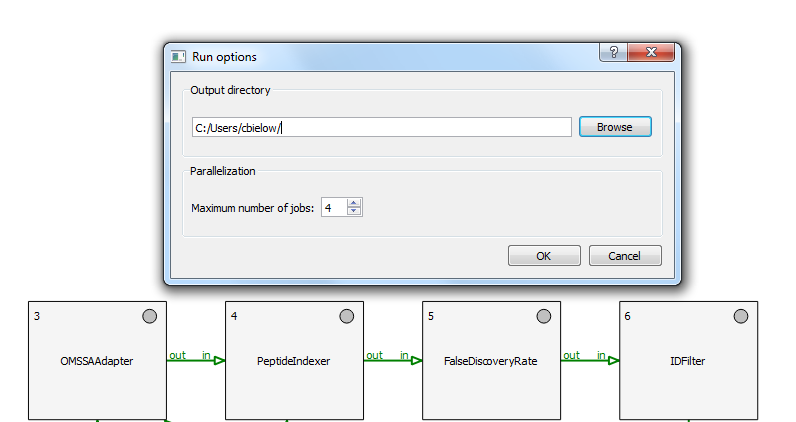 Run options
?
Output directory
C:/Users/cbielow/
Browse
Parallelization
Maximum number of jobs: 4
OK Cancel
3 4 5 6
OMSSAAdapter out in PeptideIndexer out in FalseDiscoveryRate out in IDFilter